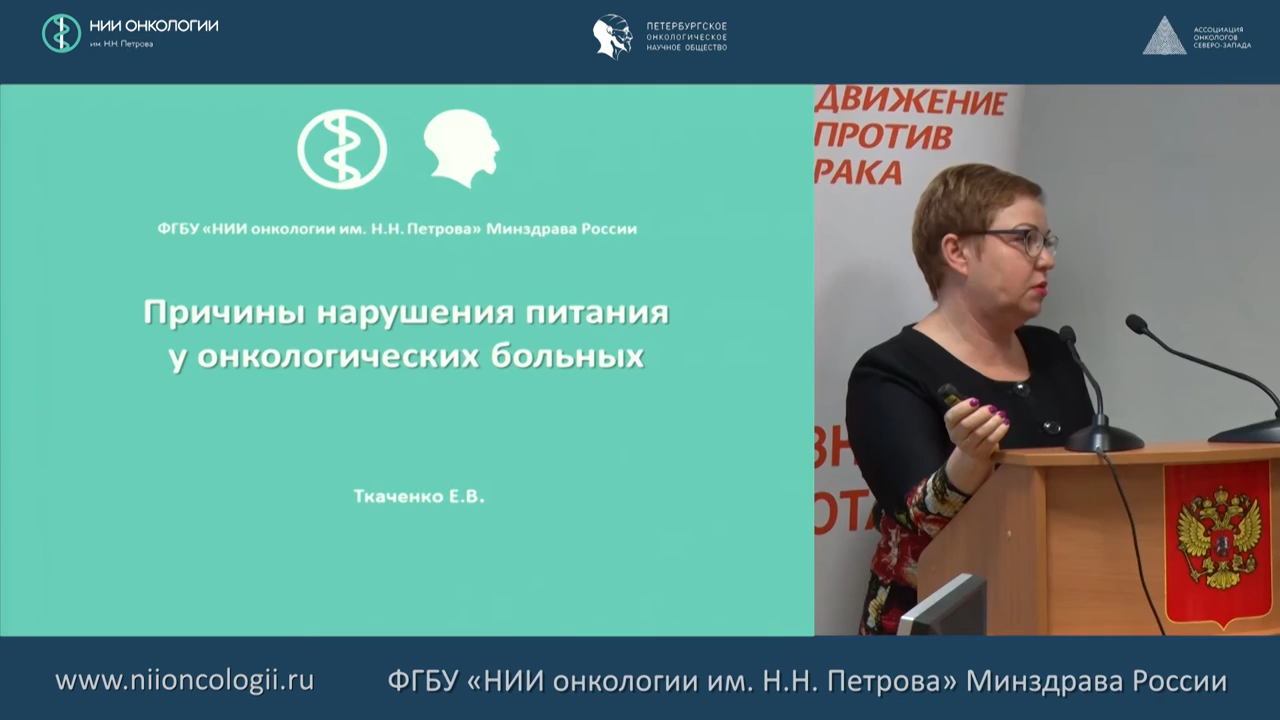 НИИ ОНКОЛОГИИ
им. Н.Н. Петрова
ПЕТЕРБУРГСКОЕ
ОНКОЛОГИЧЕСКОЕ
НАУЧНОЕ ОБЩЕСТВО
АССОЦИАЦИЯ
ОНКОЛОГОВ
СЕВЕРО-ЗАПАДА
ФГБУ «НИИ онкологии им. Н.Н. Петрова» Минздрава России
Причины нарушения питания
у онкологических больных
Ткаченко Е.В.
ДВИЖЕНИЕ
ПРОТИВ
РАКА
www.niioncologii.ru
ФГБУ «НИИ онкологии им. Н.Н. Петрова» Минздрава России